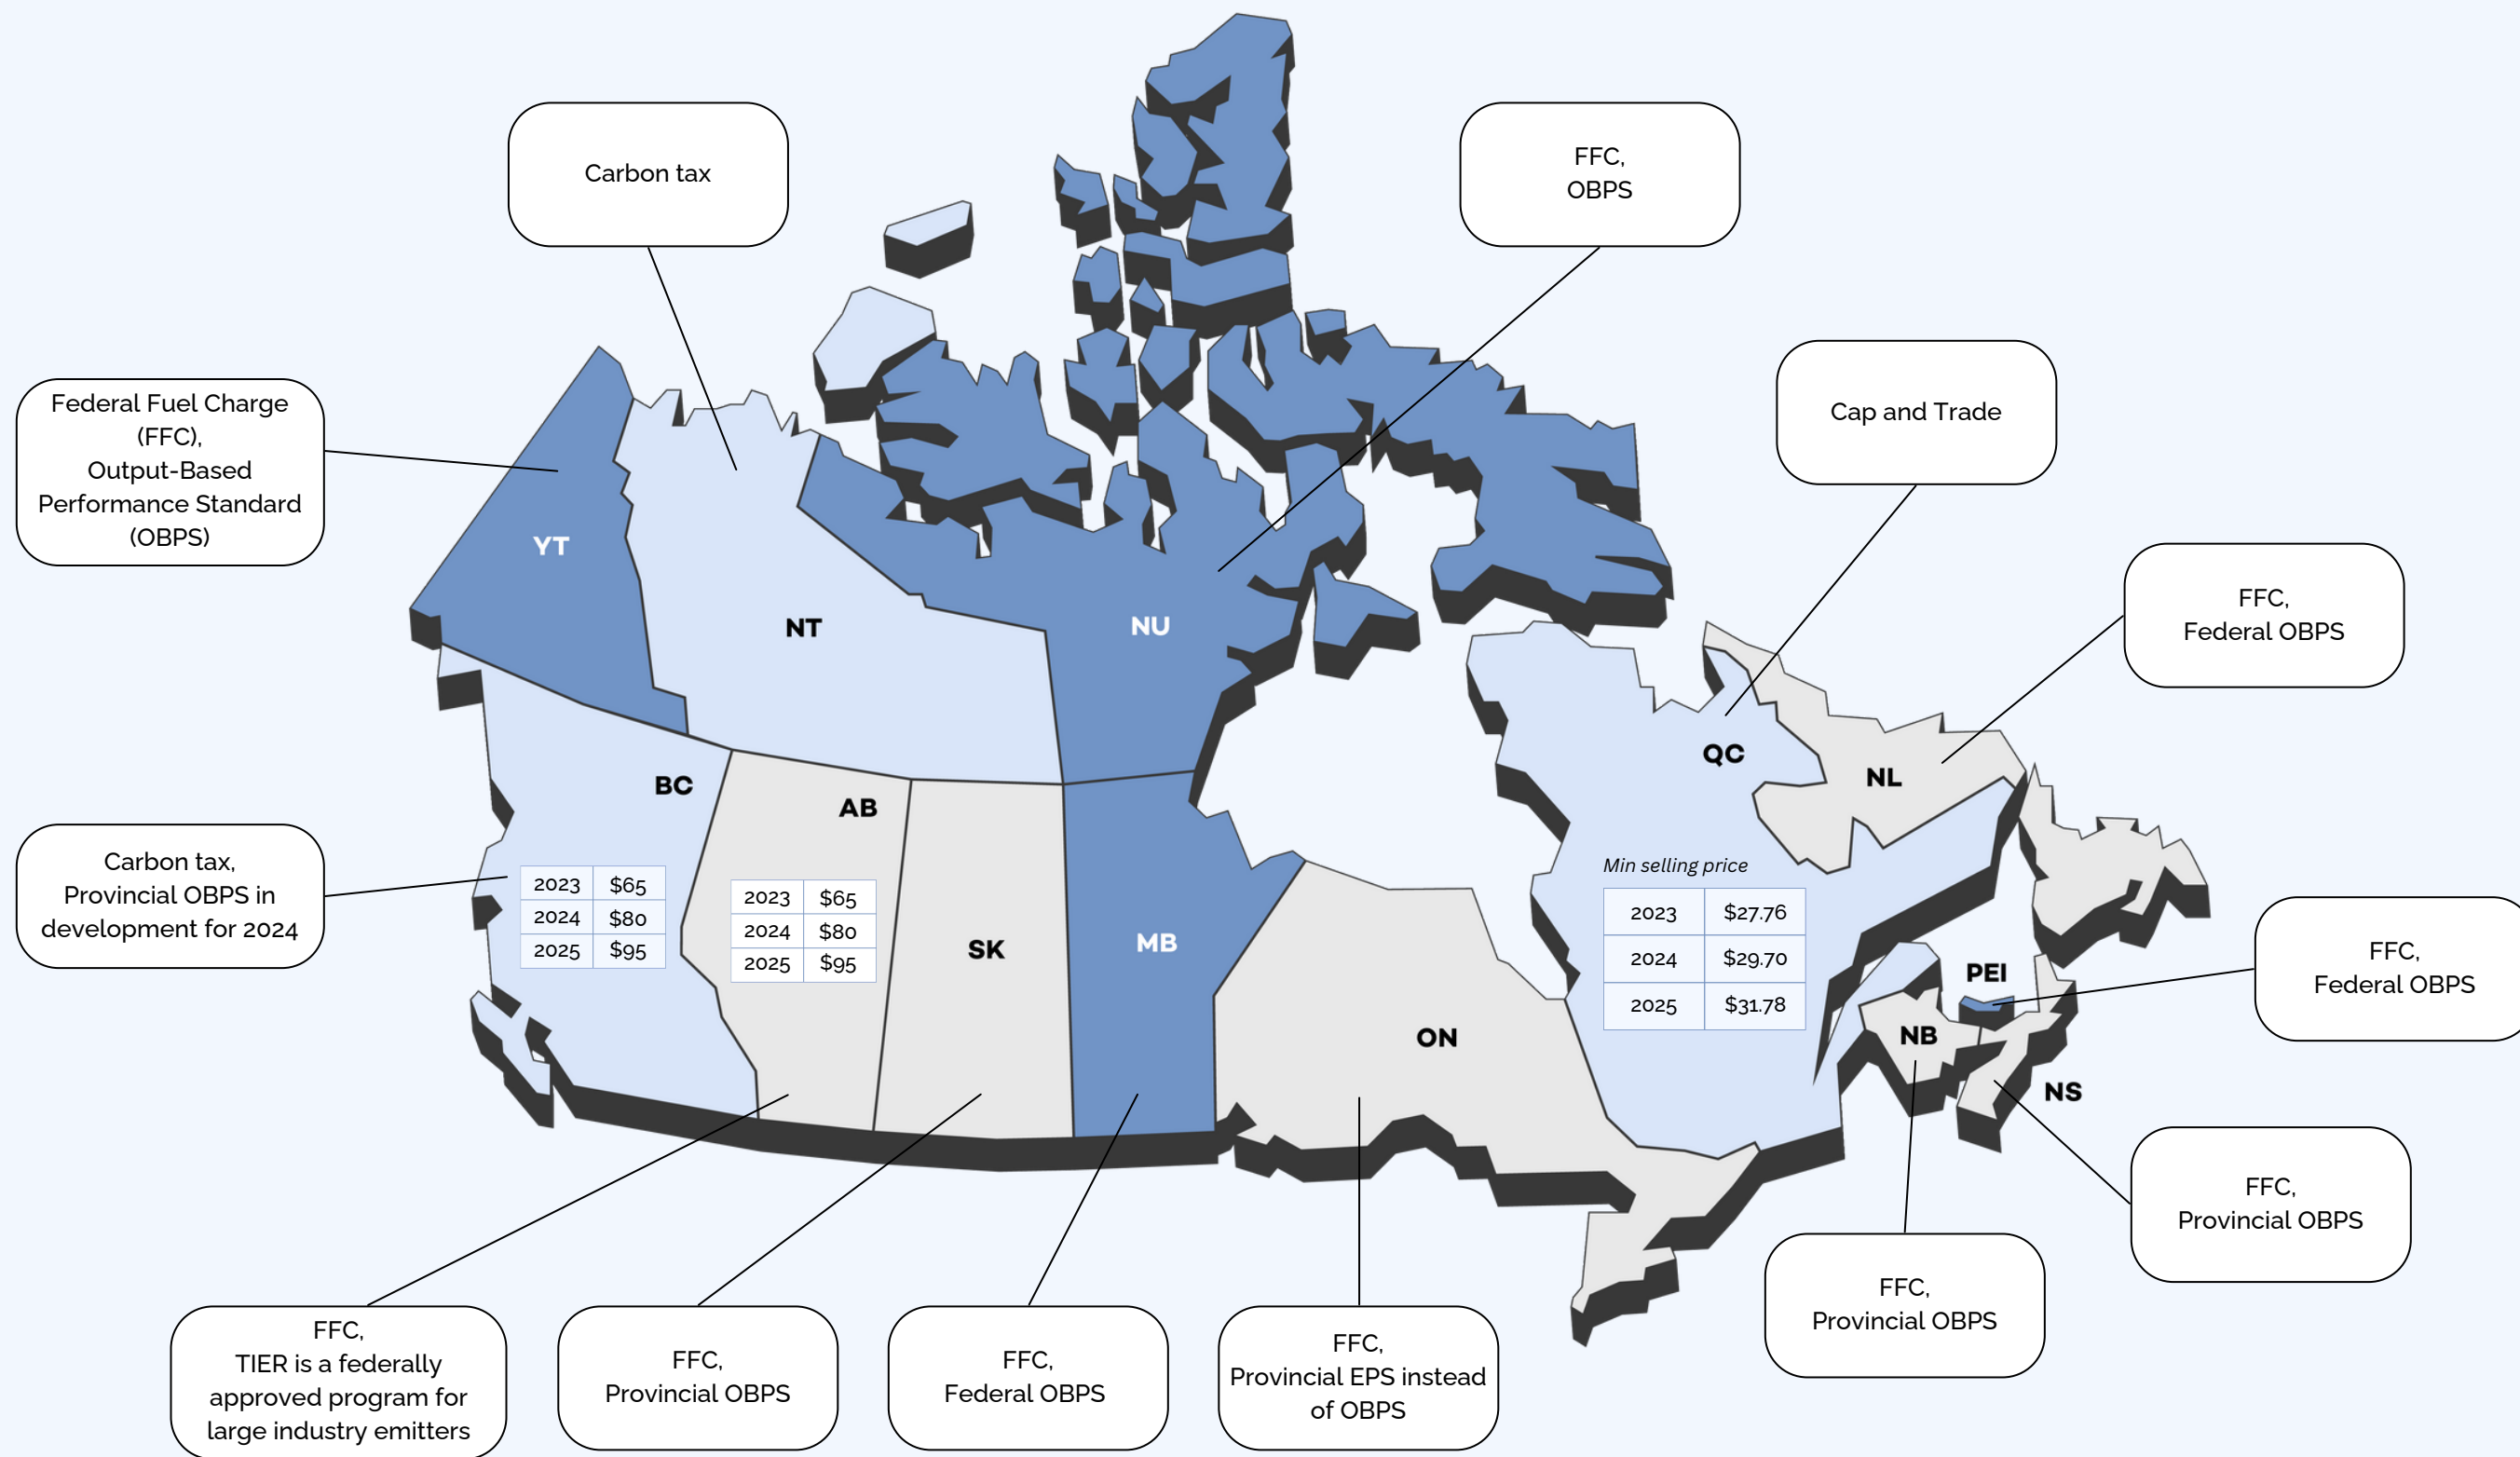 Carbon tax
FFC,
OBPS
Cap and Trade
Federal Fuel Charge
(FFC),
Output-Based
Performance Standard
(OBPS)
FFC,
Federal OBPS
YT
NT
NU
QC
NL
BC
AB
Carbon tax,
Provincial OBPS in
development for 2024
2023 $65
2024 $80
2025 $95
2023 $65
2024 $80
2025 $95
SK
MB
ON
Min selling price
2023 $27.76
2024 $29.70
2025 $31.78
PEI
NB
NS
FFC,
Federal OBPS
FFC,
Provincial OBPS
FFC,
Provincial OBPS
FFC,
TIER is a federally
approved program for
large industry emitters
FFC,
Provincial OBPS
FFC,
Federal OBPS
FFC,
Provincial EPS instead
of OBPS